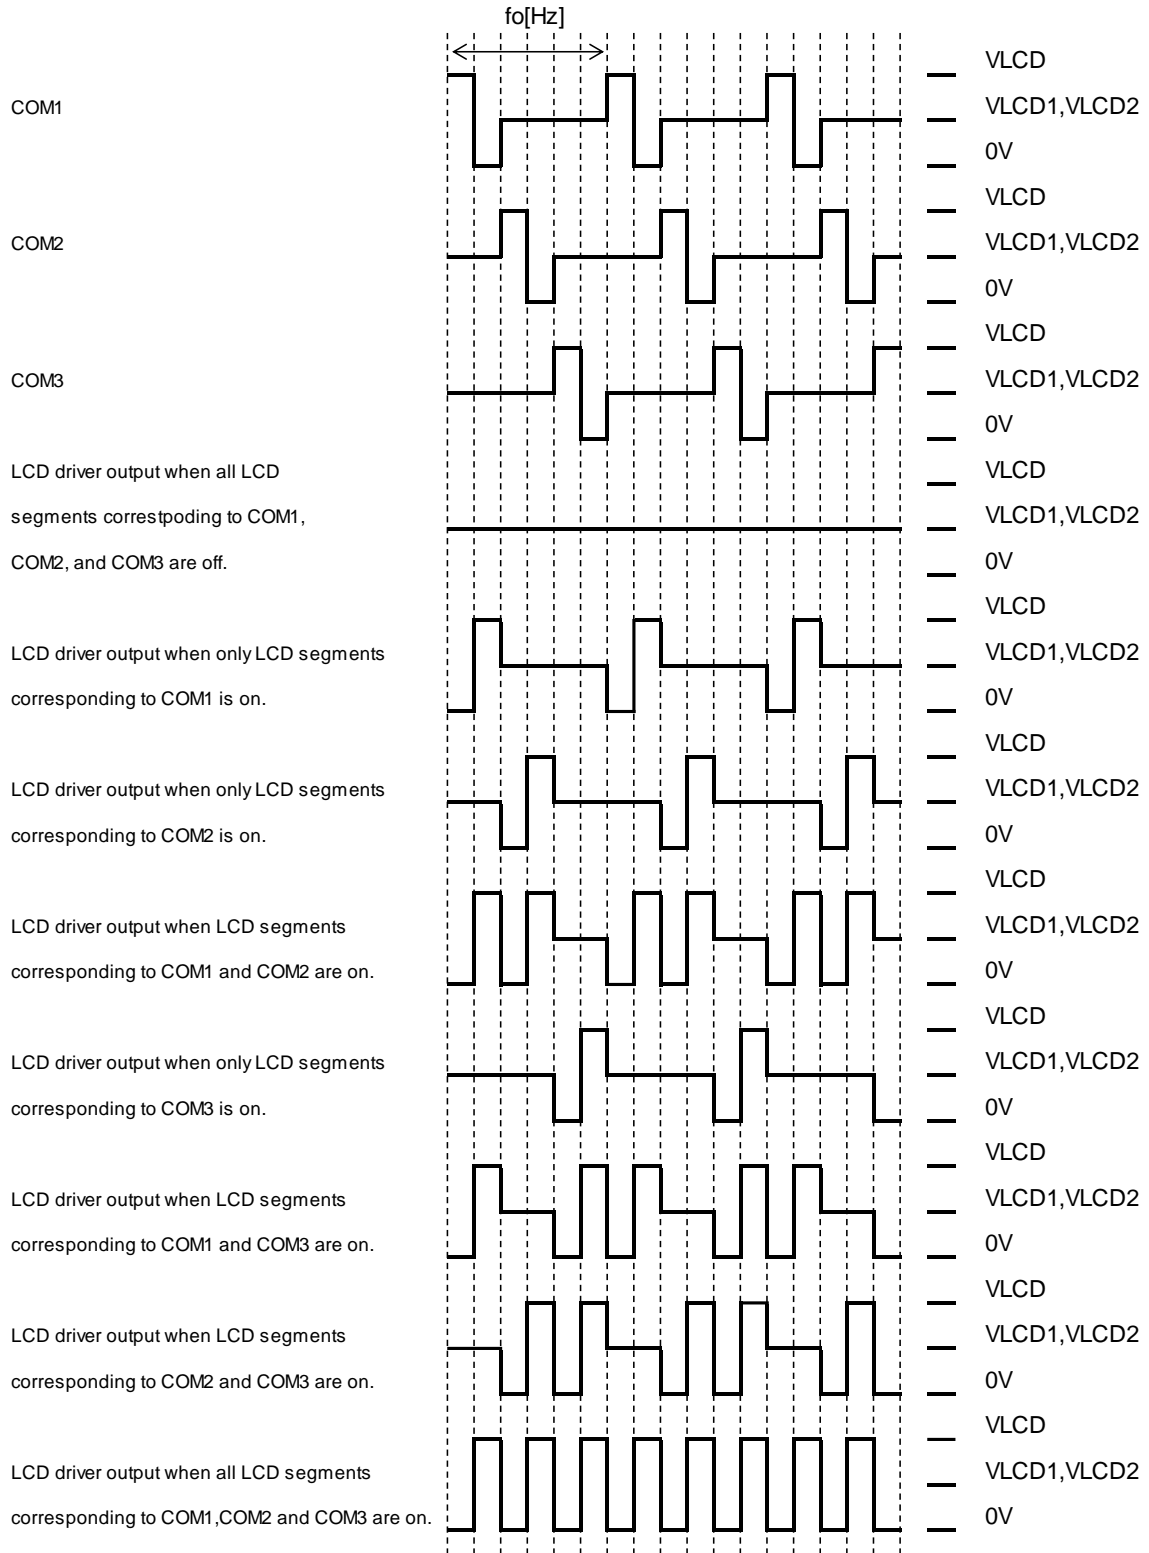 fo[Hz]
VLCD
COM1
VLCD1,VLCD2
0V
VLCD
COM2
VLCD1,VLCD2
0V
VLCD
COM3
VLCD1,VLCD2
0V
LCD driver output when all LCD
VLCD
segments correstpoding to COM1,
VLCD1,VLCD2
COM2, and COM3 are off.
0V
VLCD
LCD driver output when only LCD segments
VLCD1,VLCD2
corresponding to COM1 is on.
0V
VLCD
LCD driver output when only LCD segments
VLCD1,VLCD2
corresponding to COM2 is on.
0V
VLCD
LCD driver output when LCD segments
VLCD1,VLCD2
corresponding to COM1 and COM2 are on.
0V
VLCD
LCD driver output when only LCD segments
VLCD1,VLCD2
corresponding to COM3 is on.
0V
VLCD
LCD driver output when LCD segments
VLCD1,VLCD2
corresponding to COM1 and COM3 are on.
0V
VLCD
LCD driver output when LCD segments
VLCD1,VLCD2
corresponding to COM2 and COM3 are on.
0V
VLCD
LCD driver output when all LCD segments
VLCD1,VLCD2
corresponding to COM1,COM2 and COM3 are on.
0V